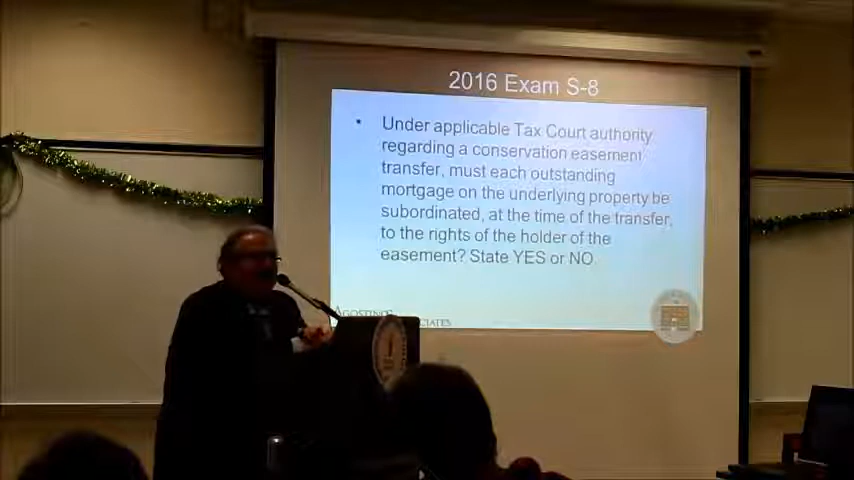 2016 Exam S-8
• Under applicable Tax Court authority
regarding a conservation easement
transfer, must each outstanding
mortgage on the underlying property be
subordinated, at the time of the transfer,
to the rights of the holder of the
easement? State YES or NO.
AGOSTINO CIATES